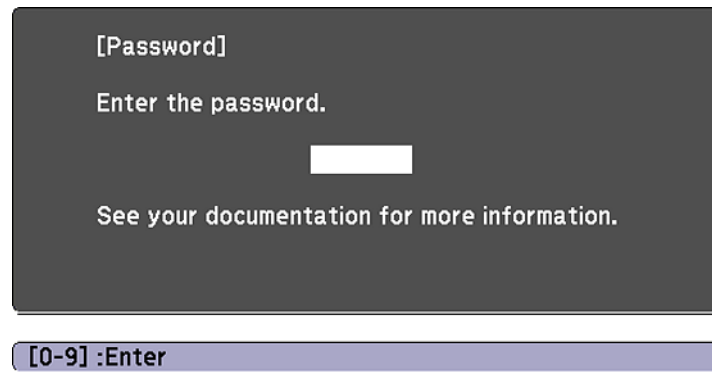 [Password]
Enter the password.
See your documentation for more information.
[0-9] :Enter